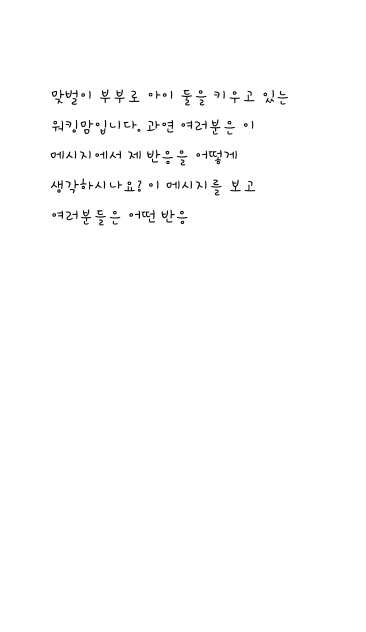 맞벌이 부부로 아이 둘을 키우고 있는
워킹맘입니다. 과연 여러분은 이
메시지에서 제 반응을 어떻게
생각하시나요? 이 메시지를 보고
여러분들은 어떤 반응